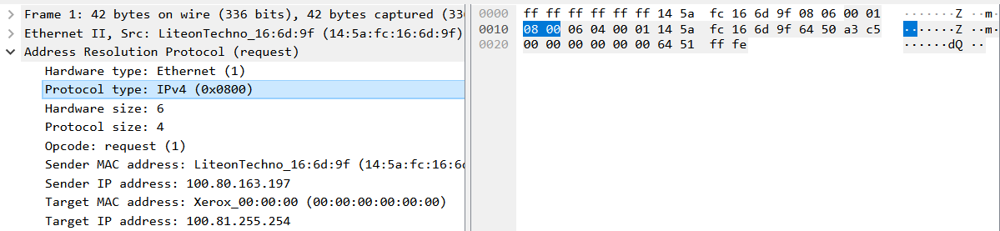 Frame 1: 42 bytes on wire (336 bits), 42 bytes captured (33
Ethernet II, Src: LiteonTechno_16:6d:9f (14:5a:fc:16:6d:9f)
Address Resolution Protocol (request)
Hardware type: Ethernet (1)
Protocol type: IPv4 (0x0800)
Hardware size: 6
Protocol size: 4
Opcode: request (1)
Sender MAC address: LiteonTechno_16:6d:9f (14:5a:fc:16:6d
Sender IP address: 100.80.163.197
Target MAC address: Xerox_00:00:00 (00:00:00:00:00:00)
Target IP address: 100.81.255.254
0000 ff ff ff ff ff ff 14 5a fc 16 6d 9f 08 06 00 01 ·······Z ··m·
0010 08 00 06 04 00 01 14 5a fc 16 6d 9f 64 50 a3 c5 ·······Z ··m·
0020 00 00 00 00 00 00 64 51 ff fe ······dQ ··